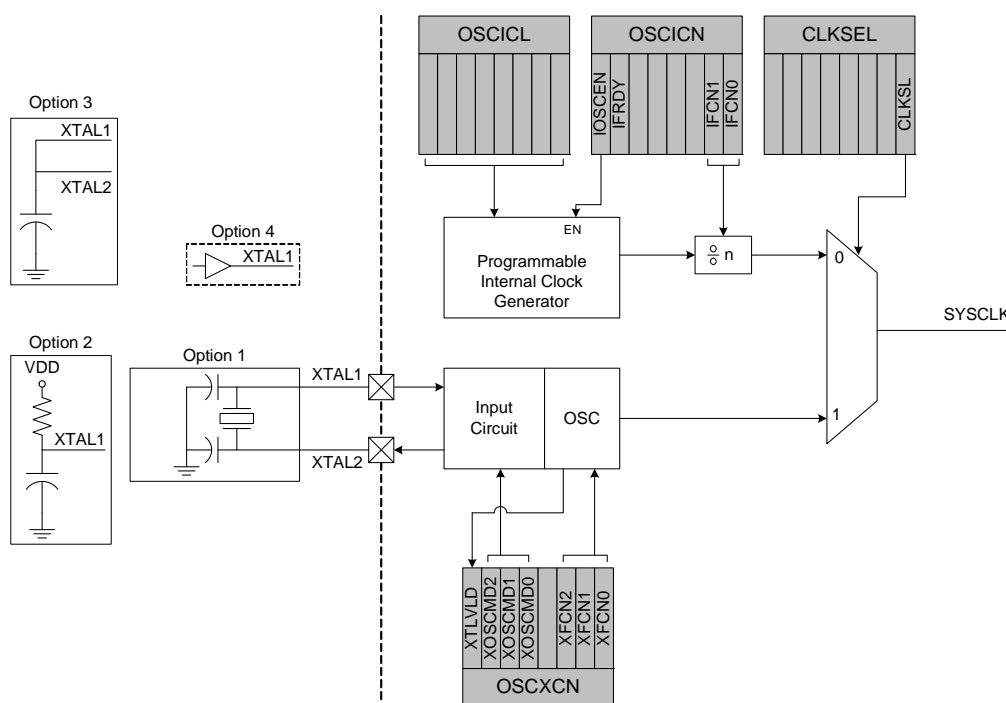 OSCICL
OSCICN
CLKSEL
IOSCEN
IFRDY
IFCN1
IFCN0
CLKSL
Option 3
XTAL1
XTAL2
Option 4
XTAL1
EN
Programmable
Internal Clock
Generator
n
0
SYSCLK
Option 2
VDD
XTAL1
Option 1
XTAL1
XTAL2
Input
Circuit
OSC
1
XTLVLD
XOSCMD2
XOSCMD1
XOSCMD0
XFCN2
XFCN1
XFCN0
OSCXCN